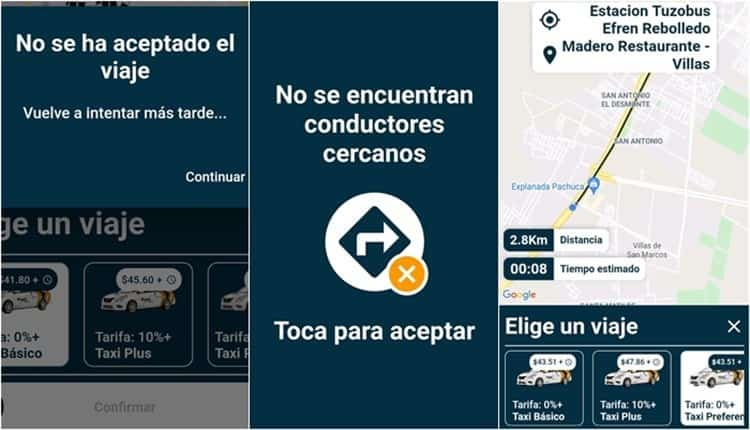 No se ha aceptado el
viaje
Vuelve a intentar más tarde...
Continuar
ige un viaje
$41.80 +
$45.60 +
Tarifa: 0%+
Básico
Tarifa: 10%+
Taxi Plus
T
T
Confirmar
No se encuentran
conductores
cercanos
Toca para aceptar
Estacion Tuzobus
Efren Rebolledo
Madero Restaurante -
Villas
SAN ANTONIO
EL DESMONTE
SAN ANTONIO
Explanada Pachuca
Villas de
San Marcos
2.8Km
Distancia
00:08
Tiempo estimado
Google
Elige un viaje
$43.51 +
$47.86 +
$43.51 +
Tarifa: 0%+
Taxi Básico
Tarifa: 10%+
Taxi Plus
Tarifa: 0%+
Taxi Preferen